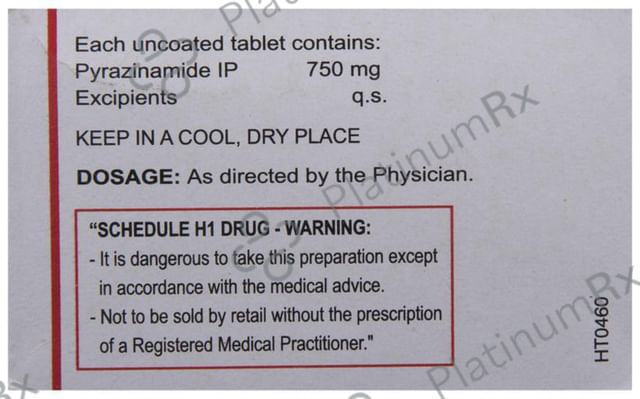 Each uncoated tablet contains:
Pyrazinamide IP 750 mg
Excipients q.s.
KEEP IN A COOL, DRY PLACE
DOSAGE: As directed by the Physician.
"SCHEDULE H1 DRUG - WARNING:
- It is dangerous to take this preparation except
in accordance with the medical advice.
- Not to be sold by retail without the prescription
of a Registered Medical Practitioner."
HT0460
PlatinumRx
PlatinumRx